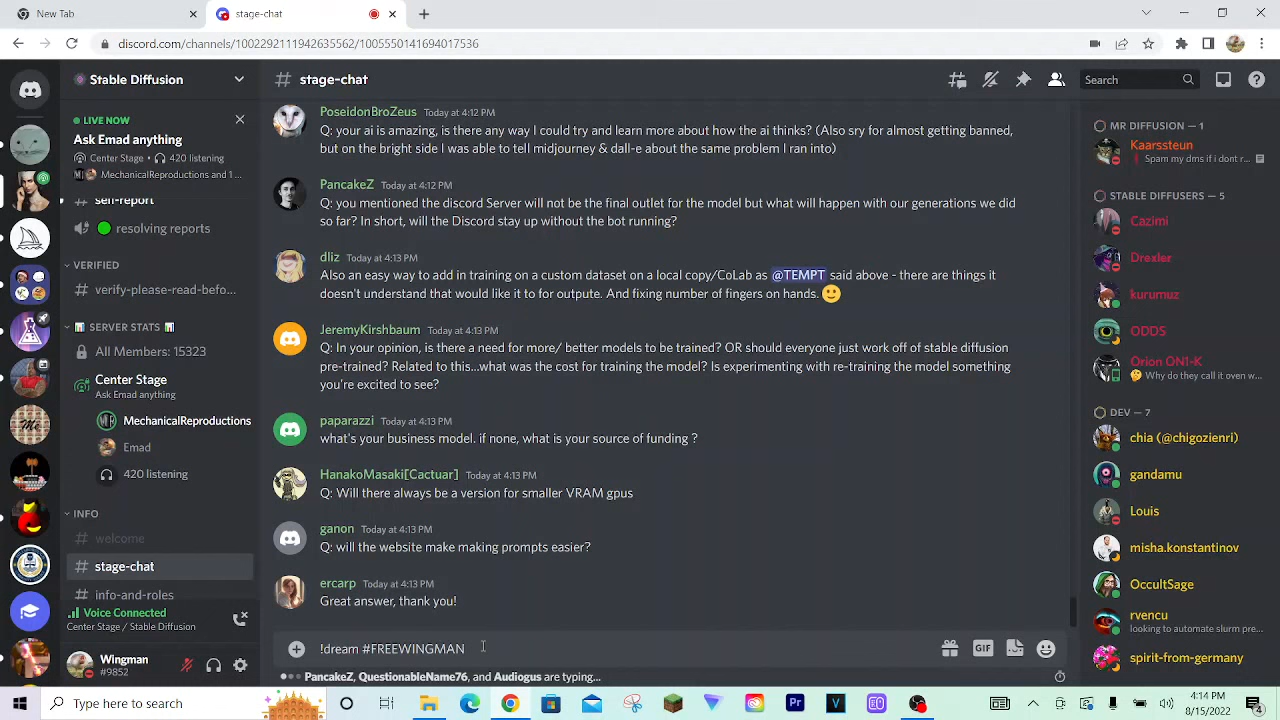 New Tab
stage-chat
discord.com/channels/1002292111942635562/1005550141694017536
Stable Diffusion
stage-chat
Search
LIVE NOW
Ask Emad anything
Center Stage • 420 listening
MechanicalReproductions and 1 ...
self-report
resolving reports
VERIFIED
verify-please-read-befo...
SERVER STATS
All Members: 15323
Center Stage
Ask Emad anything
MechanicalReproductions
Emad
420 listening
INFO
welcome
stage-chat
info-and-roles
Voice Connected
Center Stage / Stable Diffusion
Wingman
#9852
PoseidonBroZeus Today at 4:12 PM
Q: your ai is amazing, is there any way I could try and learn more about how the ai thinks? (Also sry for almost getting banned,
but on the bright side I was able to tell midjourney & dall-e about the same problem I ran into)
PancakeZ Today at 4:12 PM
Q: you mentioned the discord Server will not be the final outlet for the model but what will happen with our generations we did
so far? In short, will the Discord stay up without the bot running?
dliz Today at 4:13 PM
Also an easy way to add in training on a custom dataset on a local copy/CoLab as @TEMPT said above - there are things it
doesn't understand that would like it to for outpute. And fixing number of fingers on hands. 🙂
JeremyKirshbaum Today at 4:13 PM
Q: In your opinion, is there a need for more/ better models to be trained? OR should everyone just work off of stable diffusion
pre-trained? Related to this...what was the cost for training the model? Is experimenting with re-training the model something
you're excited to see?
paparazzi Today at 4:13 PM
what's your business model. if none, what is your source of funding ?
HanakoMasaki[Cactuar] Today at 4:13 PM
Q: Will there always be a version for smaller VRAM gpus
ganon Today at 4:13 PM
Q: will the website make making prompts easier?
ercarp Today at 4:13 PM
Great answer, thank you!
!dream #FREEWINGMAN
GIF
PancakeZ, QuestionableName76, and Audiogus are typing...
MR DIFFUSION — 1
Kaarssteun
Spam my dms if i dont r...
STABLE DIFFUSERS — 5
Cazimi
Drexler
kurumuz
ODDS
Orion ON1-K
🤔 Why do they call it oven w...
DEV — 7
chia (@chigozienri)
gandamu
Louis
misha.konstantinov
OccultSage
rvencu
looking to automate slurm pre...
spirit-from-germany
Type here to search
Pr
V
4:14 PM
8/15/2022
4